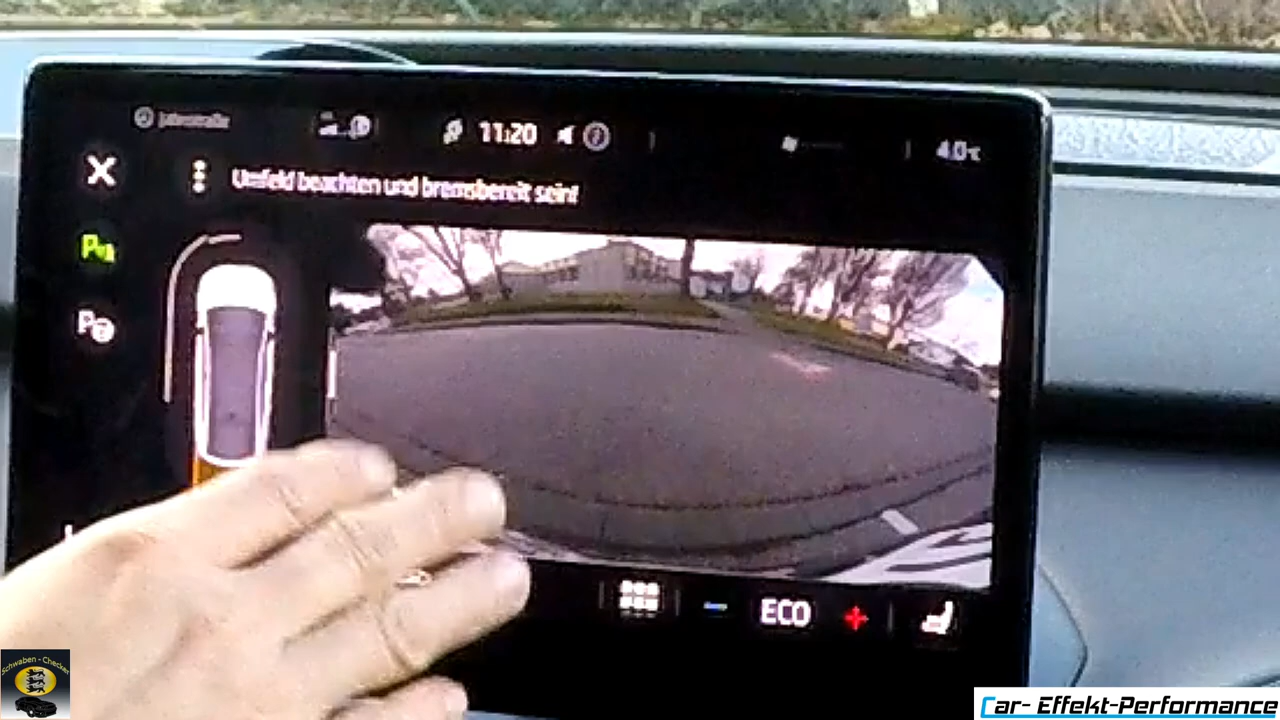 11:20
4.0°C
Umfeld beachten und bremsbereit sein!
P
P
ECO
Schwaben - Checker
Car- Effekt-Performance